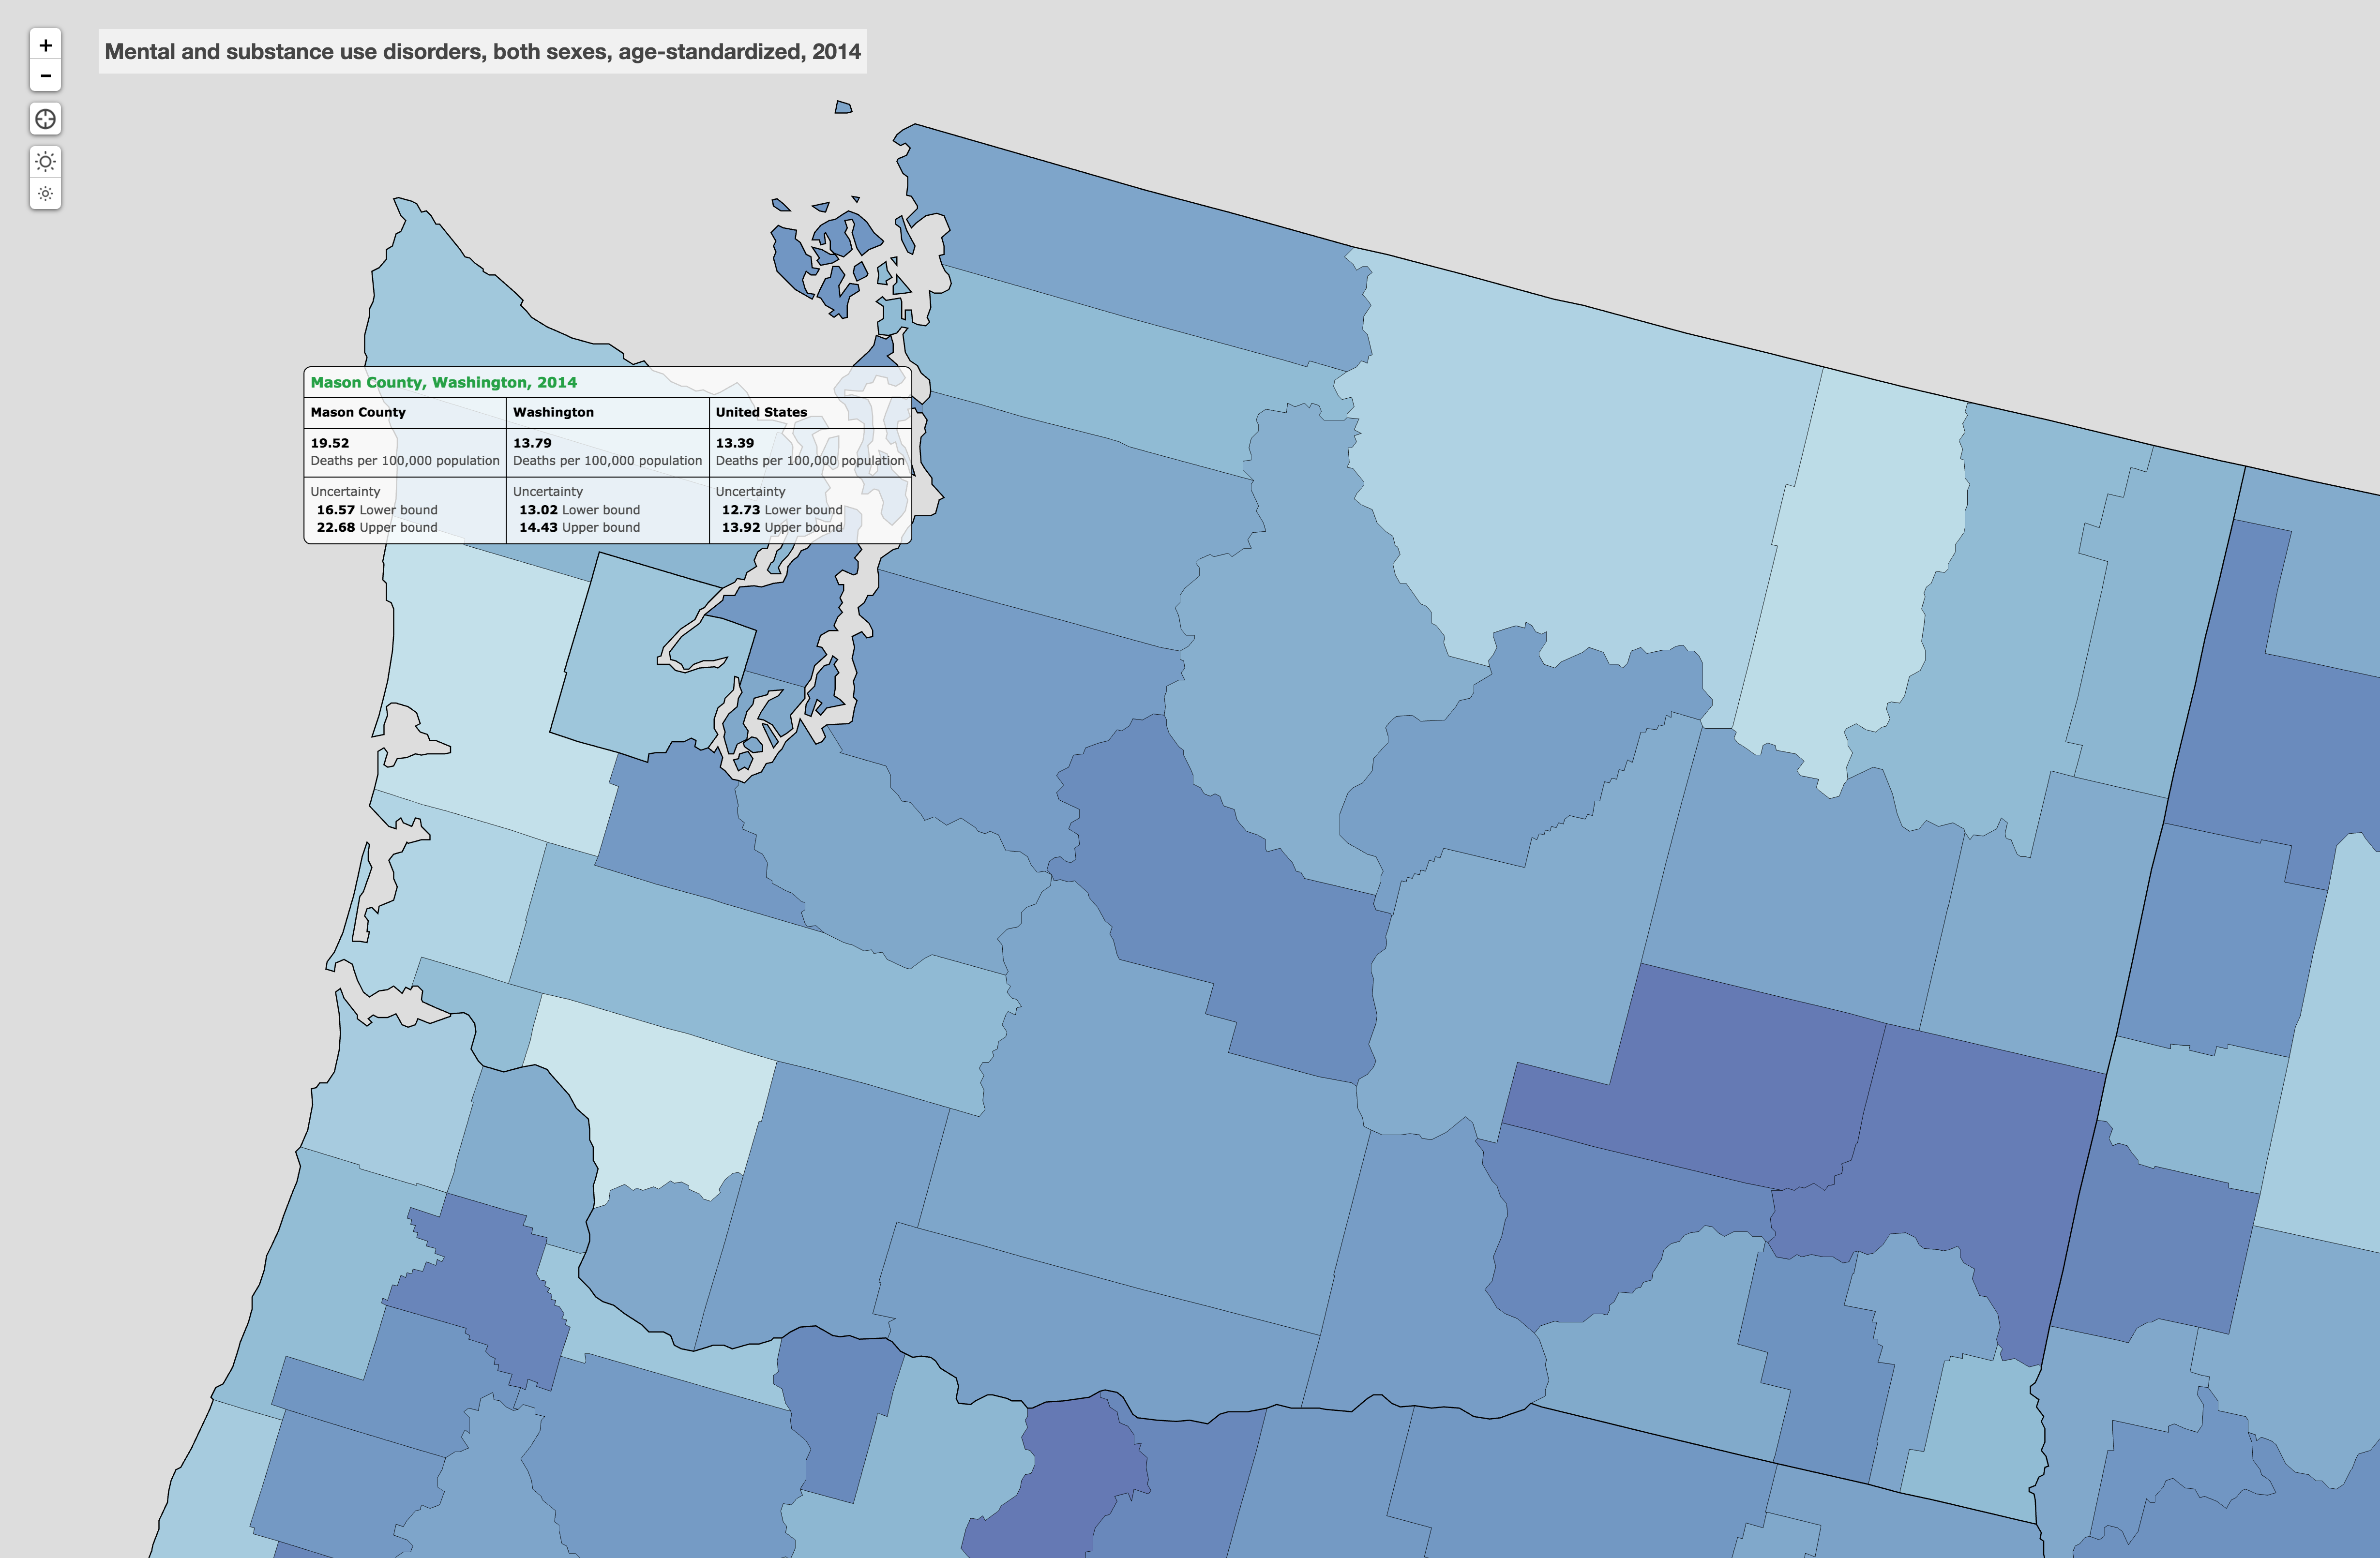 +
−
Mental and substance use disorders, both sexes, age-standardized, 2014
Mason County, Washington, 2014
Mason County Washington United States
19.52 13.79 13.39
Deaths per 100,000 population Deaths per 100,000 population Deaths per 100,000 population
Uncertainty Uncertainty Uncertainty
16.57 Lower bound 13.02 Lower bound 12.73 Lower bound
22.68 Upper bound 14.43 Upper bound 13.92 Upper bound